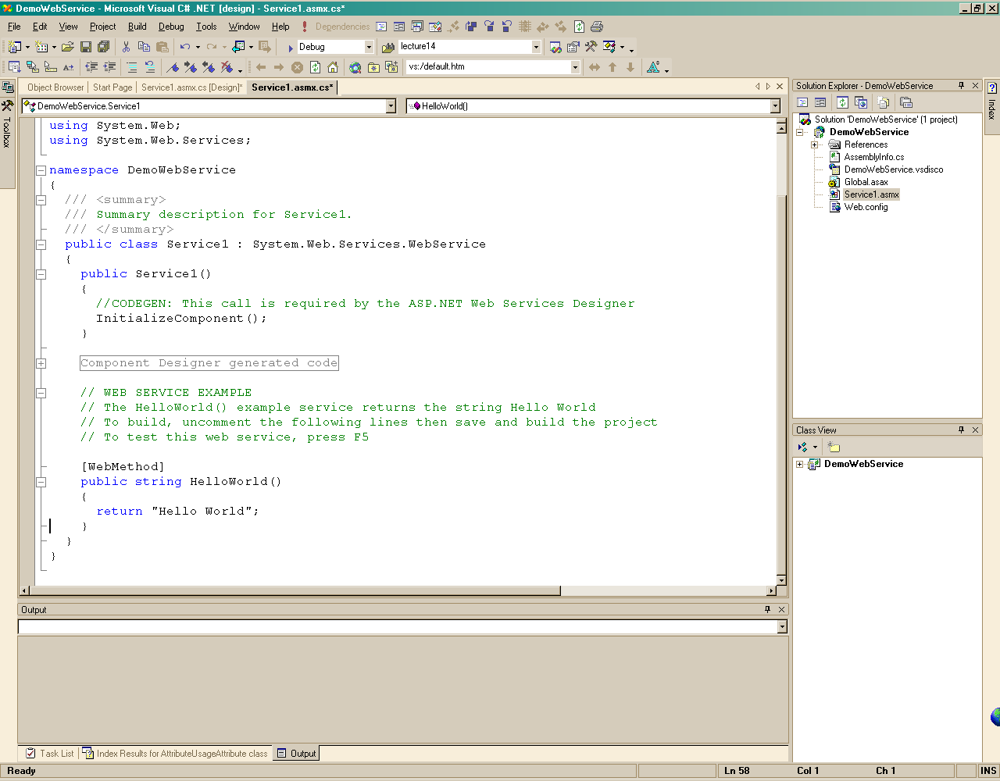 DemoWebService - Microsoft Visual C# .NET [design] - Service1.asmx.cs*
File Edit View Project Build Debug Tools Window Help Dependencies
Debug lecture14
vs:/default.htm
Object Browser Start Page Service1.asmx.cs [Design]* Service1.asmx.cs*
DemoWebService.Service1 HelloWorld()
Toolbox
using System.Web;
using System.Web.Services;
namespace DemoWebService
{
/// <summary>
/// Summary description for Service1.
/// </summary>
public class Service1 : System.Web.Services.WebService
{
public Service1()
{
//CODEGEN: This call is required by the ASP.NET Web Services Designer
InitializeComponent();
}
Component Designer generated code
// WEB SERVICE EXAMPLE
// The HelloWorld() example service returns the string Hello World
// To build, uncomment the following lines then save and build the project
// To test this web service, press F5
[WebMethod]
public string HelloWorld()
{
return "Hello World";
}
}
}
Solution Explorer - DemoWebService
Solution 'DemoWebService' (1 project)
DemoWebService
References
AssemblyInfo.cs
DemoWebService.vsdisco
Global.asax
Service1.asmx
Web.config
Index
Class View
DemoWebService
Output
Task List Index Results for AttributeUsageAttribute class Output
Ready Ln 58 Col 1 Ch 1 INS